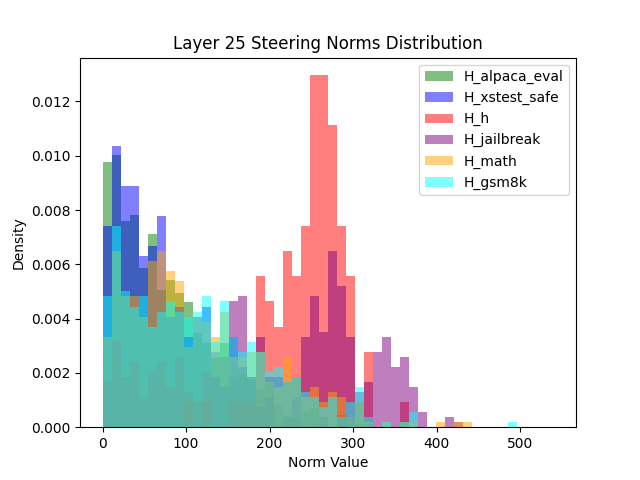 Layer 25 Steering Norms Distribution
H_alpaca_eval
H_xstest_safe
H_h
H_jailbreak
H_math
H_gsm8k
Density
0.012
0.010
0.008
0.006
0.004
0.002
0.000
0 100 200 300 400 500
Norm Value